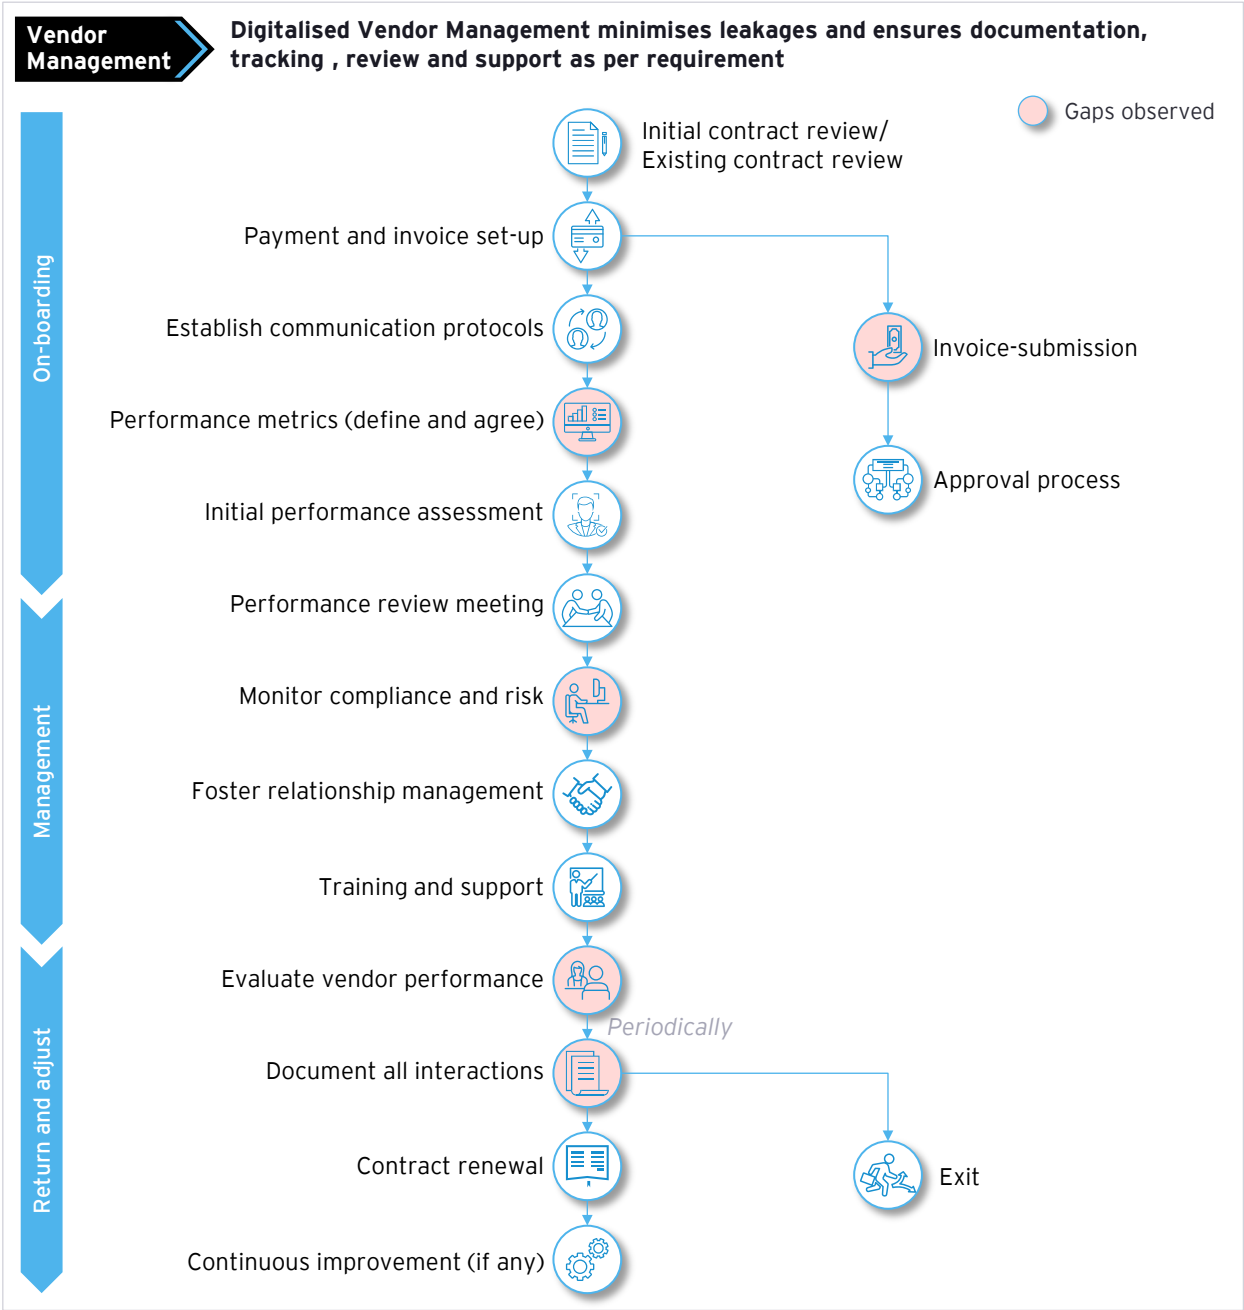 Vendor
Management
Digitalised Vendor Management minimises leakages and ensures documentation,
tracking , review and support as per requirement
Gaps observed
On-boarding
Initial contract review/
Existing contract review
Payment and invoice set-up
Establish communication protocols
Invoice-submission
Performance metrics (define and agree)
Approval process
Initial performance assessment
Management
Performance review meeting
Monitor compliance and risk
Foster relationship management
Training and support
Return and adjust
Evaluate vendor performance
Periodically
Document all interactions
Contract renewal
Exit
Continuous improvement (if any)